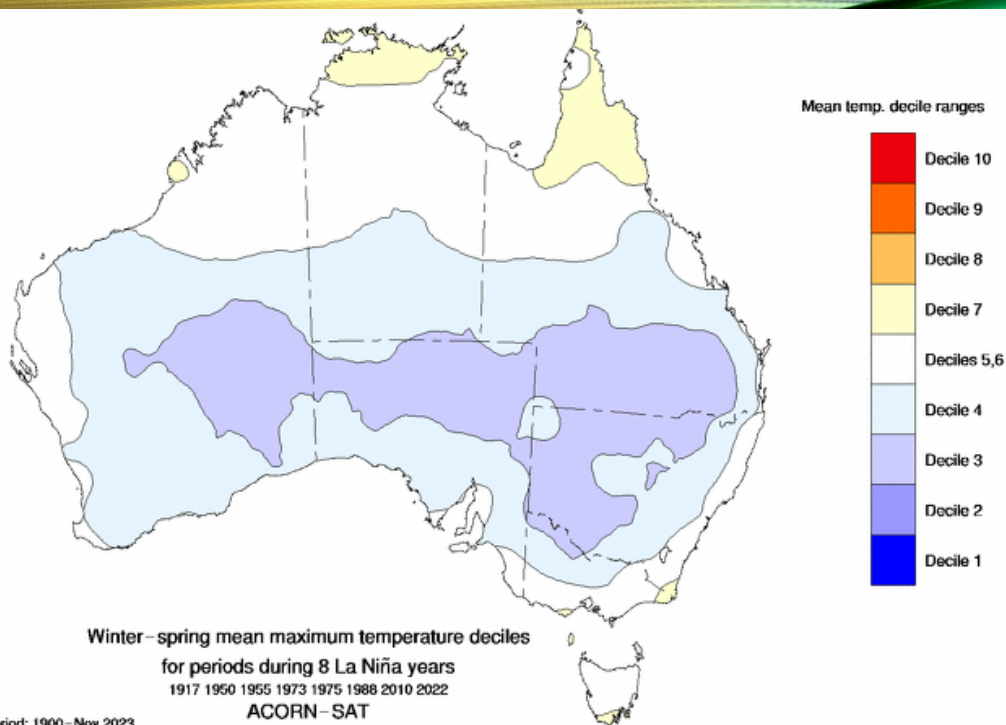 Mean temp. decile ranges
Decile 10
Decile 9
Decile 8
Decile 7
Deciles 5,6
Decile 4
Decile 3
Decile 2
Decile 1
Winter-spring mean maximum temperature deciles
for periods during 8 La Niña years
1917 1950 1955 1973 1975 1988 2010 2022
ACORN-SAT
1900-Nov 2023